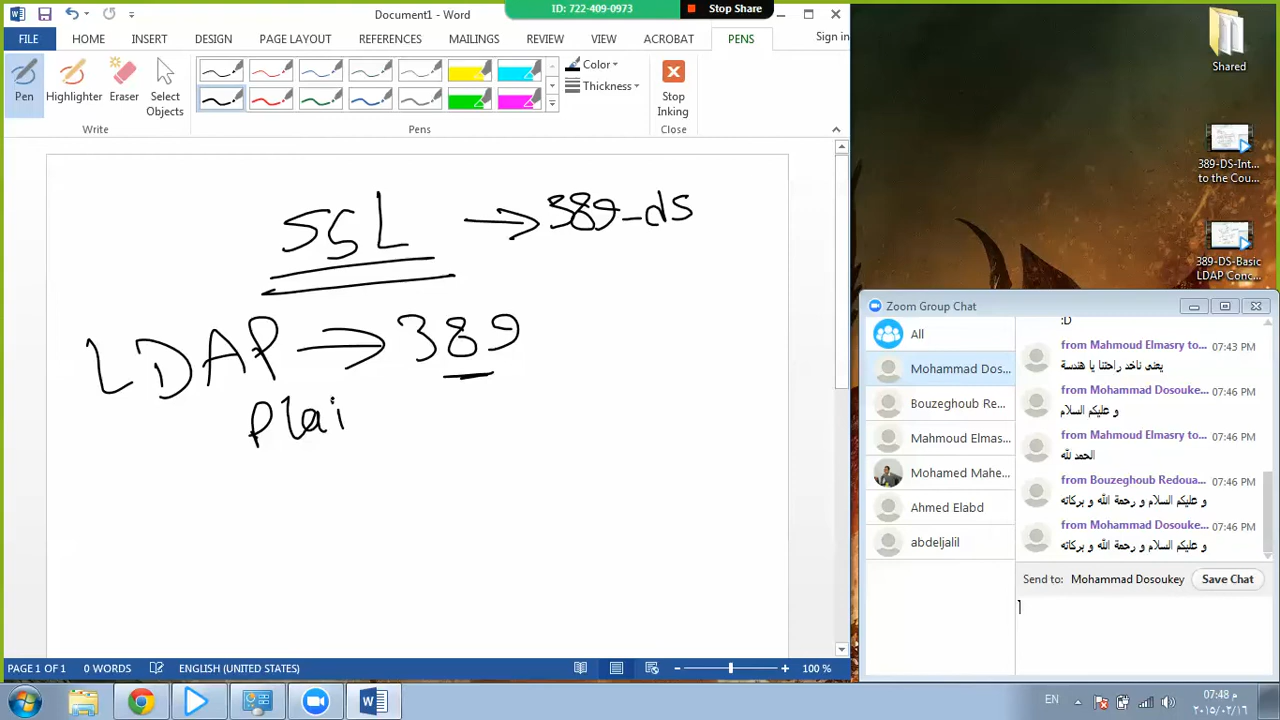 Document1 - Word
ID: 722-409-0973
Stop Share
FILE
HOME
INSERT
DESIGN
PAGE LAYOUT
REFERENCES
MAILINGS
REVIEW
VIEW
ACROBAT
PENS
Sign in
Pen
Highlighter
Eraser
Select Objects
Color
Thickness
Stop Inking
Write
Pens
Close
SSL → 389-ds
LDAP → 389
Plai
PAGE 1 OF 1
0 WORDS
ENGLISH (UNITED STATES)
100 %
Shared
389-DS-Int...
to the Cou...
389-DS-Basic
LDAP Conc...
Zoom Group Chat
All
Mohammad Dos...
Bouzeghoub Re...
Mahmoud Elmas...
Mohamed Mahe...
Ahmed Elabd
abdeljalil
:D
from Mahmoud Elmasry to... 07:43 PM
يعنى ناخد راحتنا يا هندسة
from Mohammad Dosouke... 07:46 PM
و عليكم السلام
from Mahmoud Elmasry to... 07:46 PM
الحمد لله
from Bouzeghoub Redoua... 07:46 PM
و عليكم السلام و رحمة الله و بركاته
from Mohammad Dosouke... 07:46 PM
و عليكم السلام و رحمة الله و بركاته
Send to: Mohammad Dosoukey
Save Chat
EN
07:48 م
٢٠١٥/٠٢/١٦